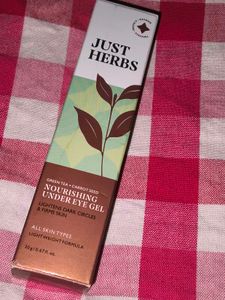 JUST
HERBS
GREEN TEA + CARROT SEED
NOURISHING
UNDER EYE GEL
LIGHTENS DARK CIRCLES
& FIRMS SKIN
ALL SKIN TYPES
LIGHTWEIGHT FORMULA